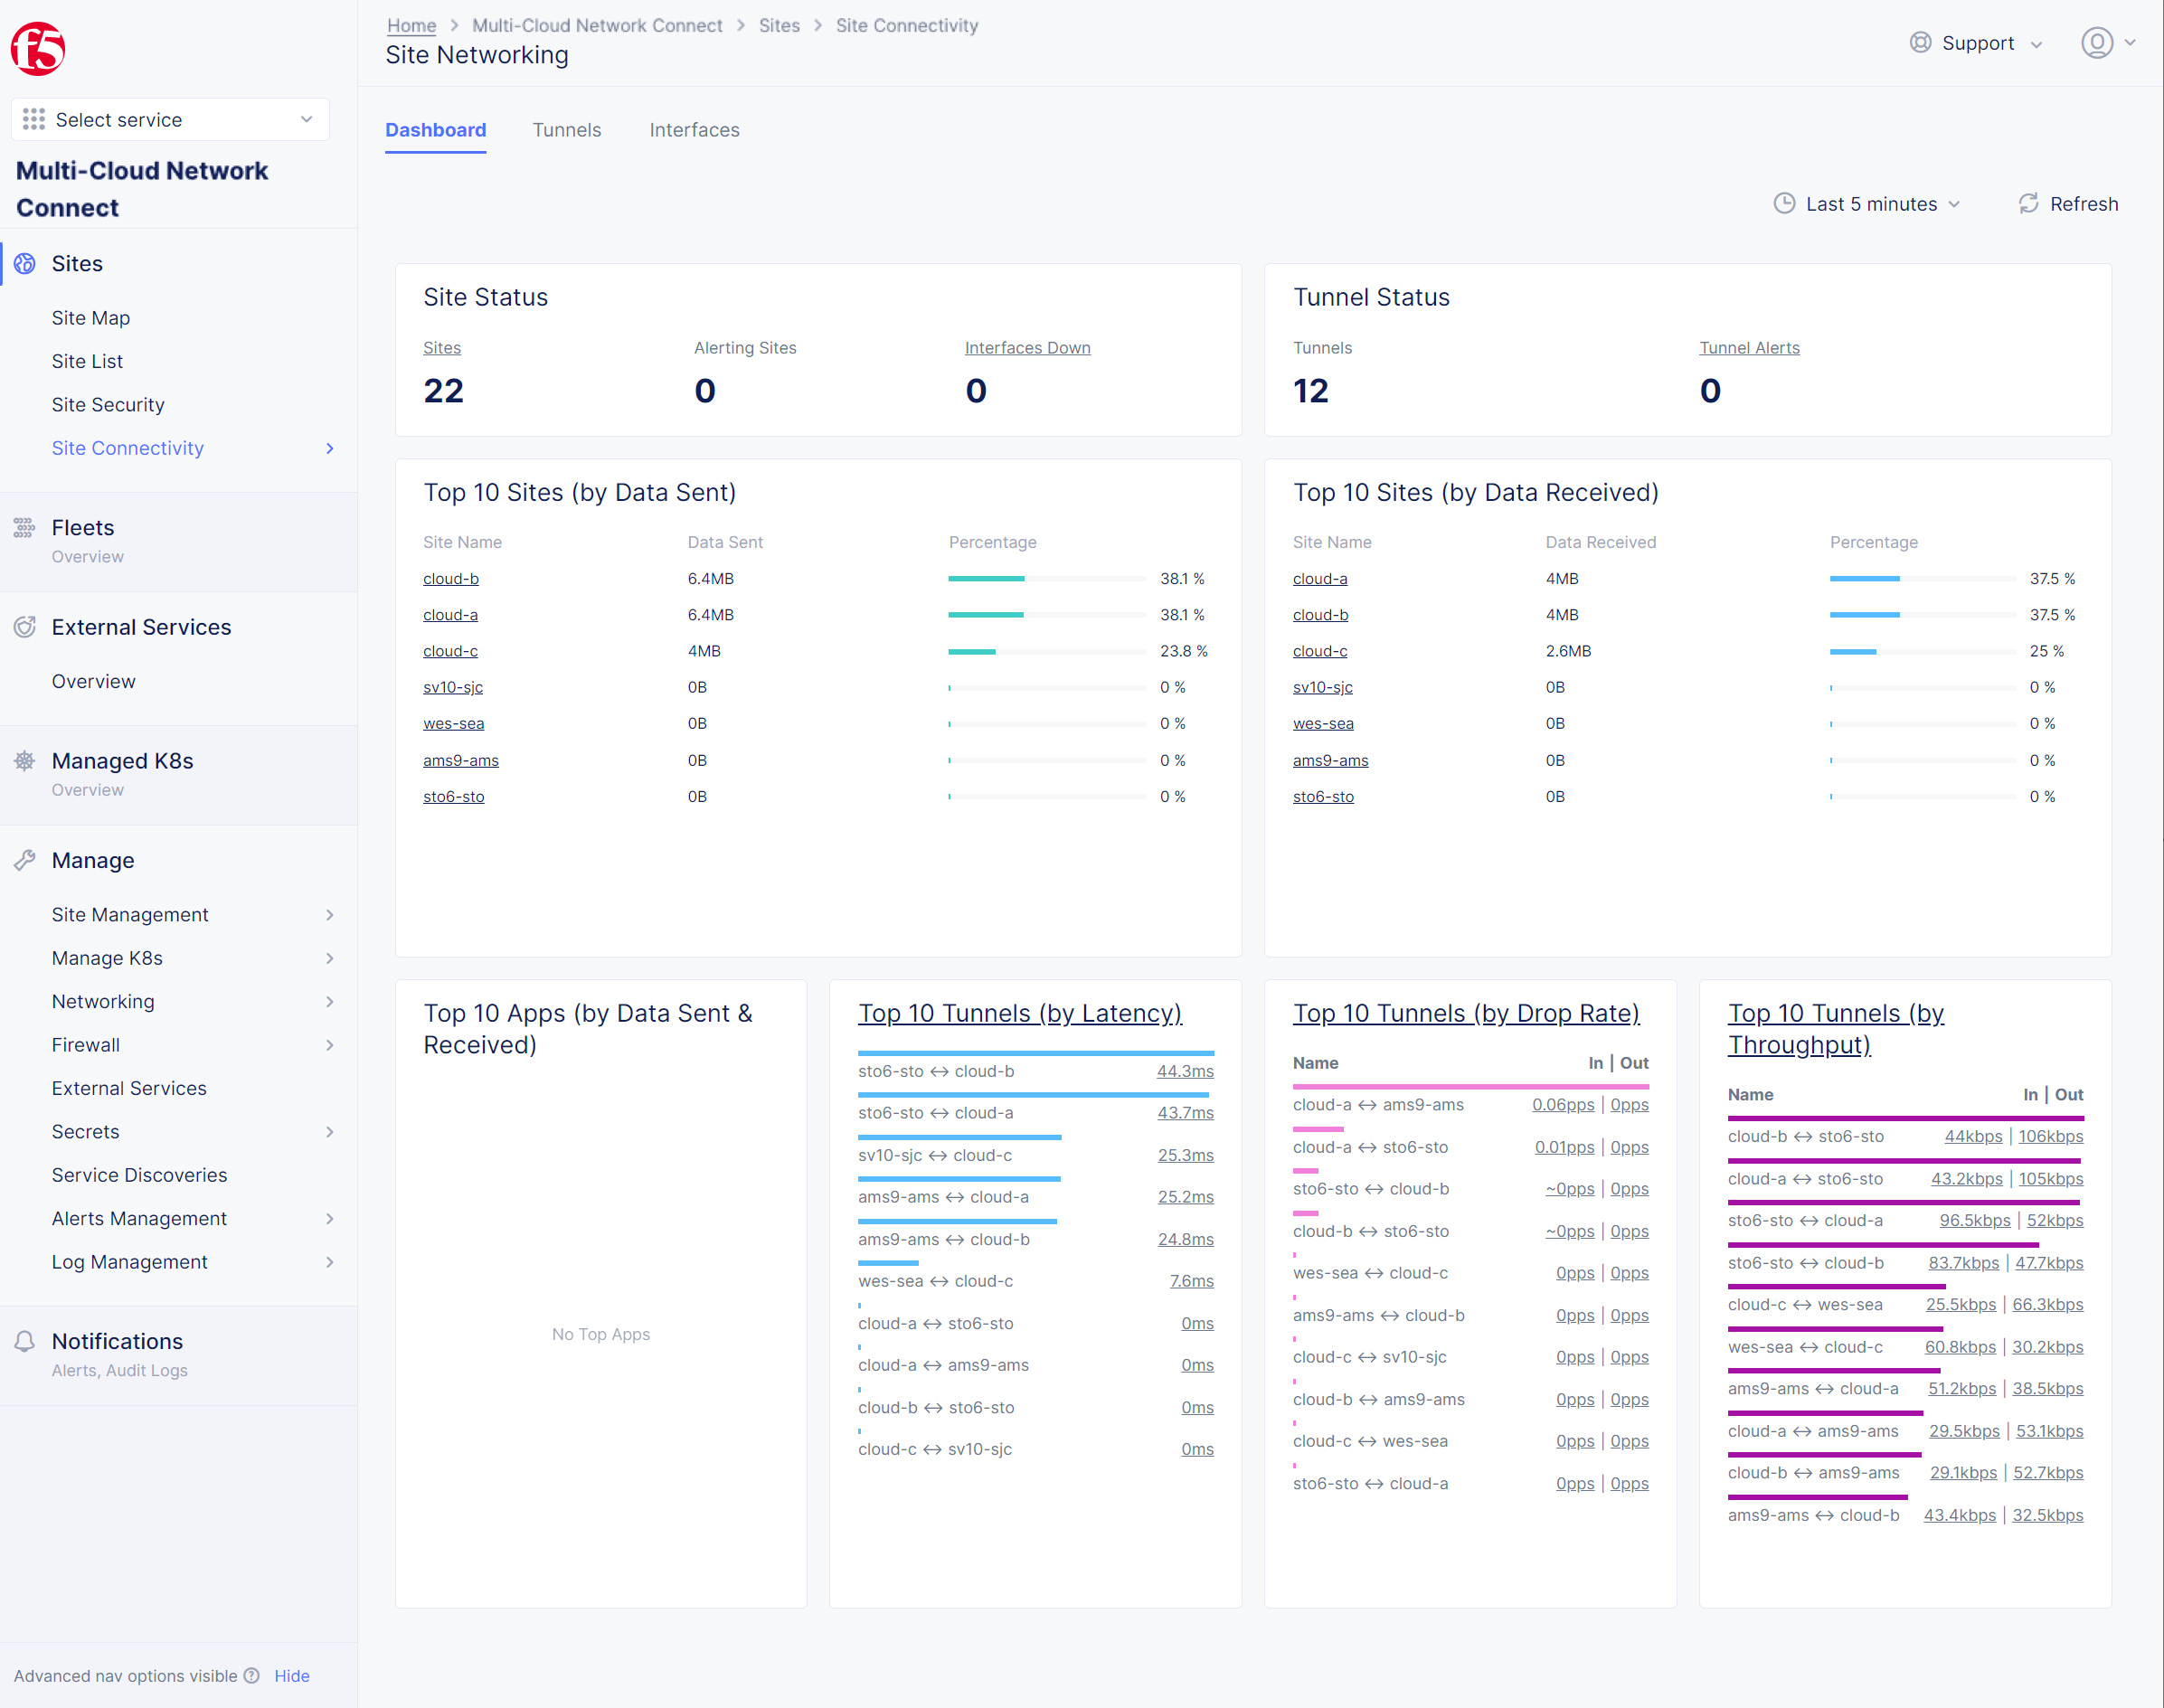 f5
Select service
Multi-Cloud Network
Connect
Sites
Site Map
Site List
Site Security
Site Connectivity
Fleets
Overview
External Services
Overview
Managed K8s
Overview
Manage
Site Management
Manage K8s
Networking
Firewall
External Services
Secrets
Service Discoveries
Alerts Management
Log Management
Notifications
Alerts, Audit Logs
Advanced nav options visible ? Hide
Home > Multi-Cloud Network Connect > Sites > Site Connectivity
Site Networking
Support
Dashboard Tunnels Interfaces
Last 5 minutes Refresh
Site Status
Sites Alerting Sites Interfaces Down
22 0 0
Tunnel Status
Tunnels Tunnel Alerts
12 0
Top 10 Sites (by Data Sent)
Site Name Data Sent Percentage
cloud-b 6.4MB 38.1 %
cloud-a 6.4MB 38.1 %
cloud-c 4MB 23.8 %
sv10-sjc 0B 0 %
wes-sea 0B 0 %
ams9-ams 0B 0 %
sto6-sto 0B 0 %
Top 10 Sites (by Data Received)
Site Name Data Received Percentage
cloud-a 4MB 37.5 %
cloud-b 4MB 37.5 %
cloud-c 2.6MB 25 %
sv10-sjc 0B 0 %
wes-sea 0B 0 %
ams9-ams 0B 0 %
sto6-sto 0B 0 %
Top 10 Apps (by Data Sent &
Received)
No Top Apps
Top 10 Tunnels (by Latency)
sto6-sto ↔ cloud-b 44.3ms
sto6-sto ↔ cloud-a 43.7ms
sv10-sjc ↔ cloud-c 25.3ms
ams9-ams ↔ cloud-a 25.2ms
ams9-ams ↔ cloud-b 24.8ms
wes-sea ↔ cloud-c 7.6ms
cloud-a ↔ sto6-sto 0ms
cloud-a ↔ ams9-ams 0ms
cloud-b ↔ sto6-sto 0ms
cloud-c ↔ sv10-sjc 0ms
Top 10 Tunnels (by Drop Rate)
Name In | Out
cloud-a ↔ ams9-ams 0.06pps | 0pps
cloud-a ↔ sto6-sto 0.01pps | 0pps
sto6-sto ↔ cloud-b ~0pps | 0pps
cloud-b ↔ sto6-sto ~0pps | 0pps
wes-sea ↔ cloud-c 0pps | 0pps
ams9-ams ↔ cloud-b 0pps | 0pps
cloud-c ↔ sv10-sjc 0pps | 0pps
cloud-b ↔ ams9-ams 0pps | 0pps
cloud-c ↔ wes-sea 0pps | 0pps
sto6-sto ↔ cloud-a 0pps | 0pps
Top 10 Tunnels (by
Throughput)
Name In | Out
cloud-b ↔ sto6-sto 44kbps | 106kbps
cloud-a ↔ sto6-sto 43.2kbps | 105kbps
sto6-sto ↔ cloud-a 96.5kbps | 52kbps
sto6-sto ↔ cloud-b 83.7kbps | 47.7kbps
cloud-c ↔ wes-sea 25.5kbps | 66.3kbps
wes-sea ↔ cloud-c 60.8kbps | 30.2kbps
ams9-ams ↔ cloud-a 51.2kbps | 38.5kbps
cloud-a ↔ ams9-ams 29.5kbps | 53.1kbps
cloud-b ↔ ams9-ams 29.1kbps | 52.7kbps
ams9-ams ↔ cloud-b 43.4kbps | 32.5kbps